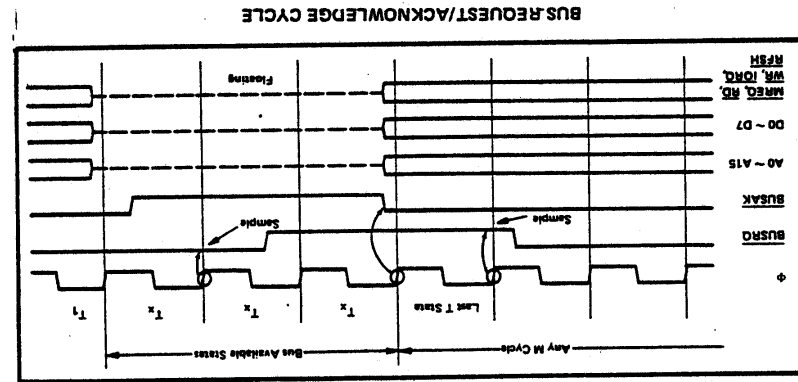 Any M Cycle
Bus Available States
Last T State
Tx
Tx
Tx
T1
Φ
BUSRQ
Sample
Sample
BUSAK
A0 ~ A15
D0 ~ D7
MREQ, RD,
WR, IORQ,
RFSH
Floating
BUS-REQUEST/ACKNOWLEDGE CYCLE